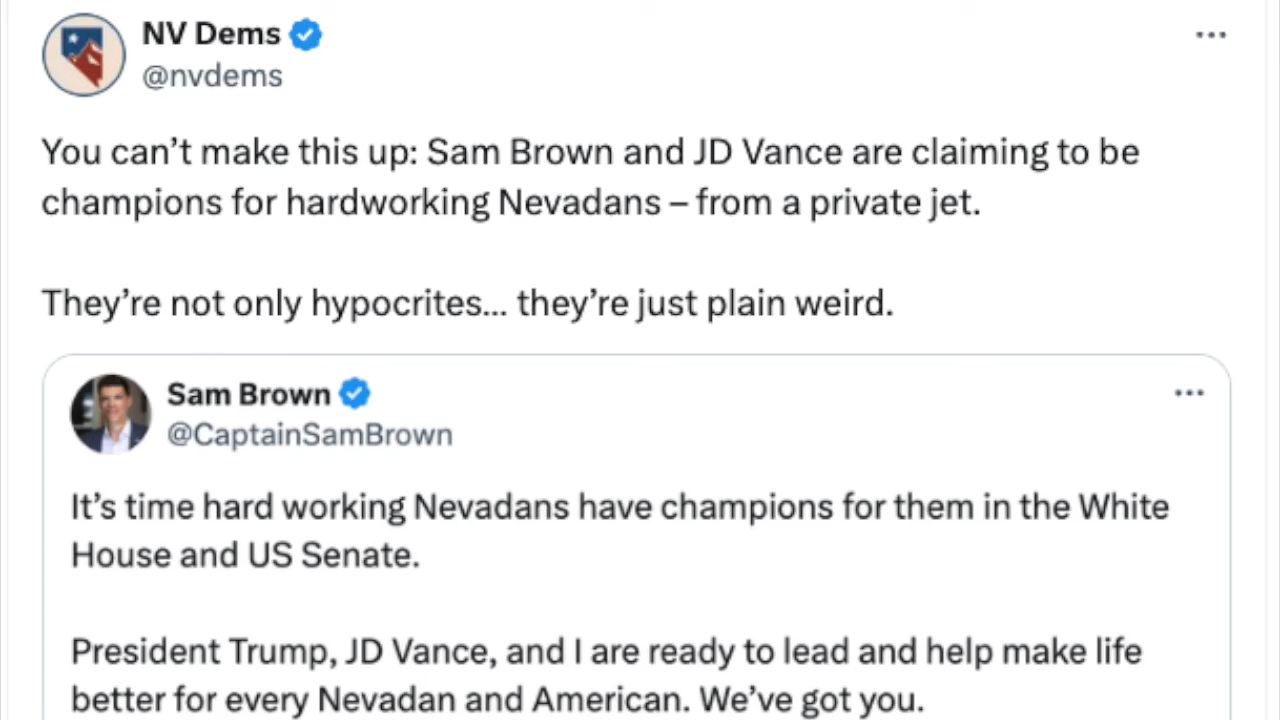 NV Dems
@nvdems
You can’t make this up: Sam Brown and JD Vance are claiming to be
champions for hardworking Nevadans – from a private jet.
They’re not only hypocrites... they’re just plain weird.
Sam Brown
@CaptainSamBrown
It’s time hard working Nevadans have champions for them in the White
House and US Senate.
President Trump, JD Vance, and I are ready to lead and help make life
better for every Nevadan and American. We’ve got you.